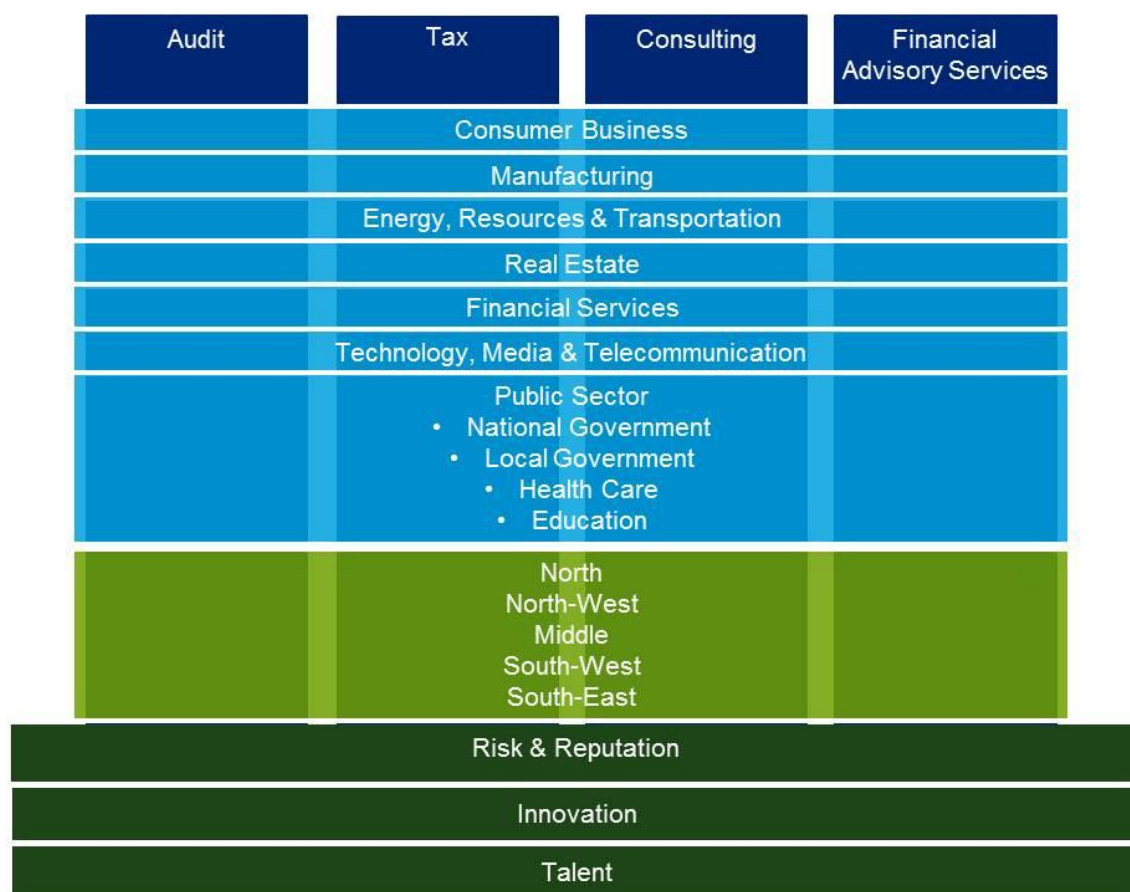 Audit
Tax
Consulting
Financial
Advisory Services
Consumer Business
Manufacturing
Energy, Resources & Transportation
Real Estate
Financial Services
Technology, Media & Telecommunication
Public Sector
• National Government
• Local Government
• Health Care
• Education
North
North-West
Middle
South-West
South-East
Risk & Reputation
Innovation
Talent